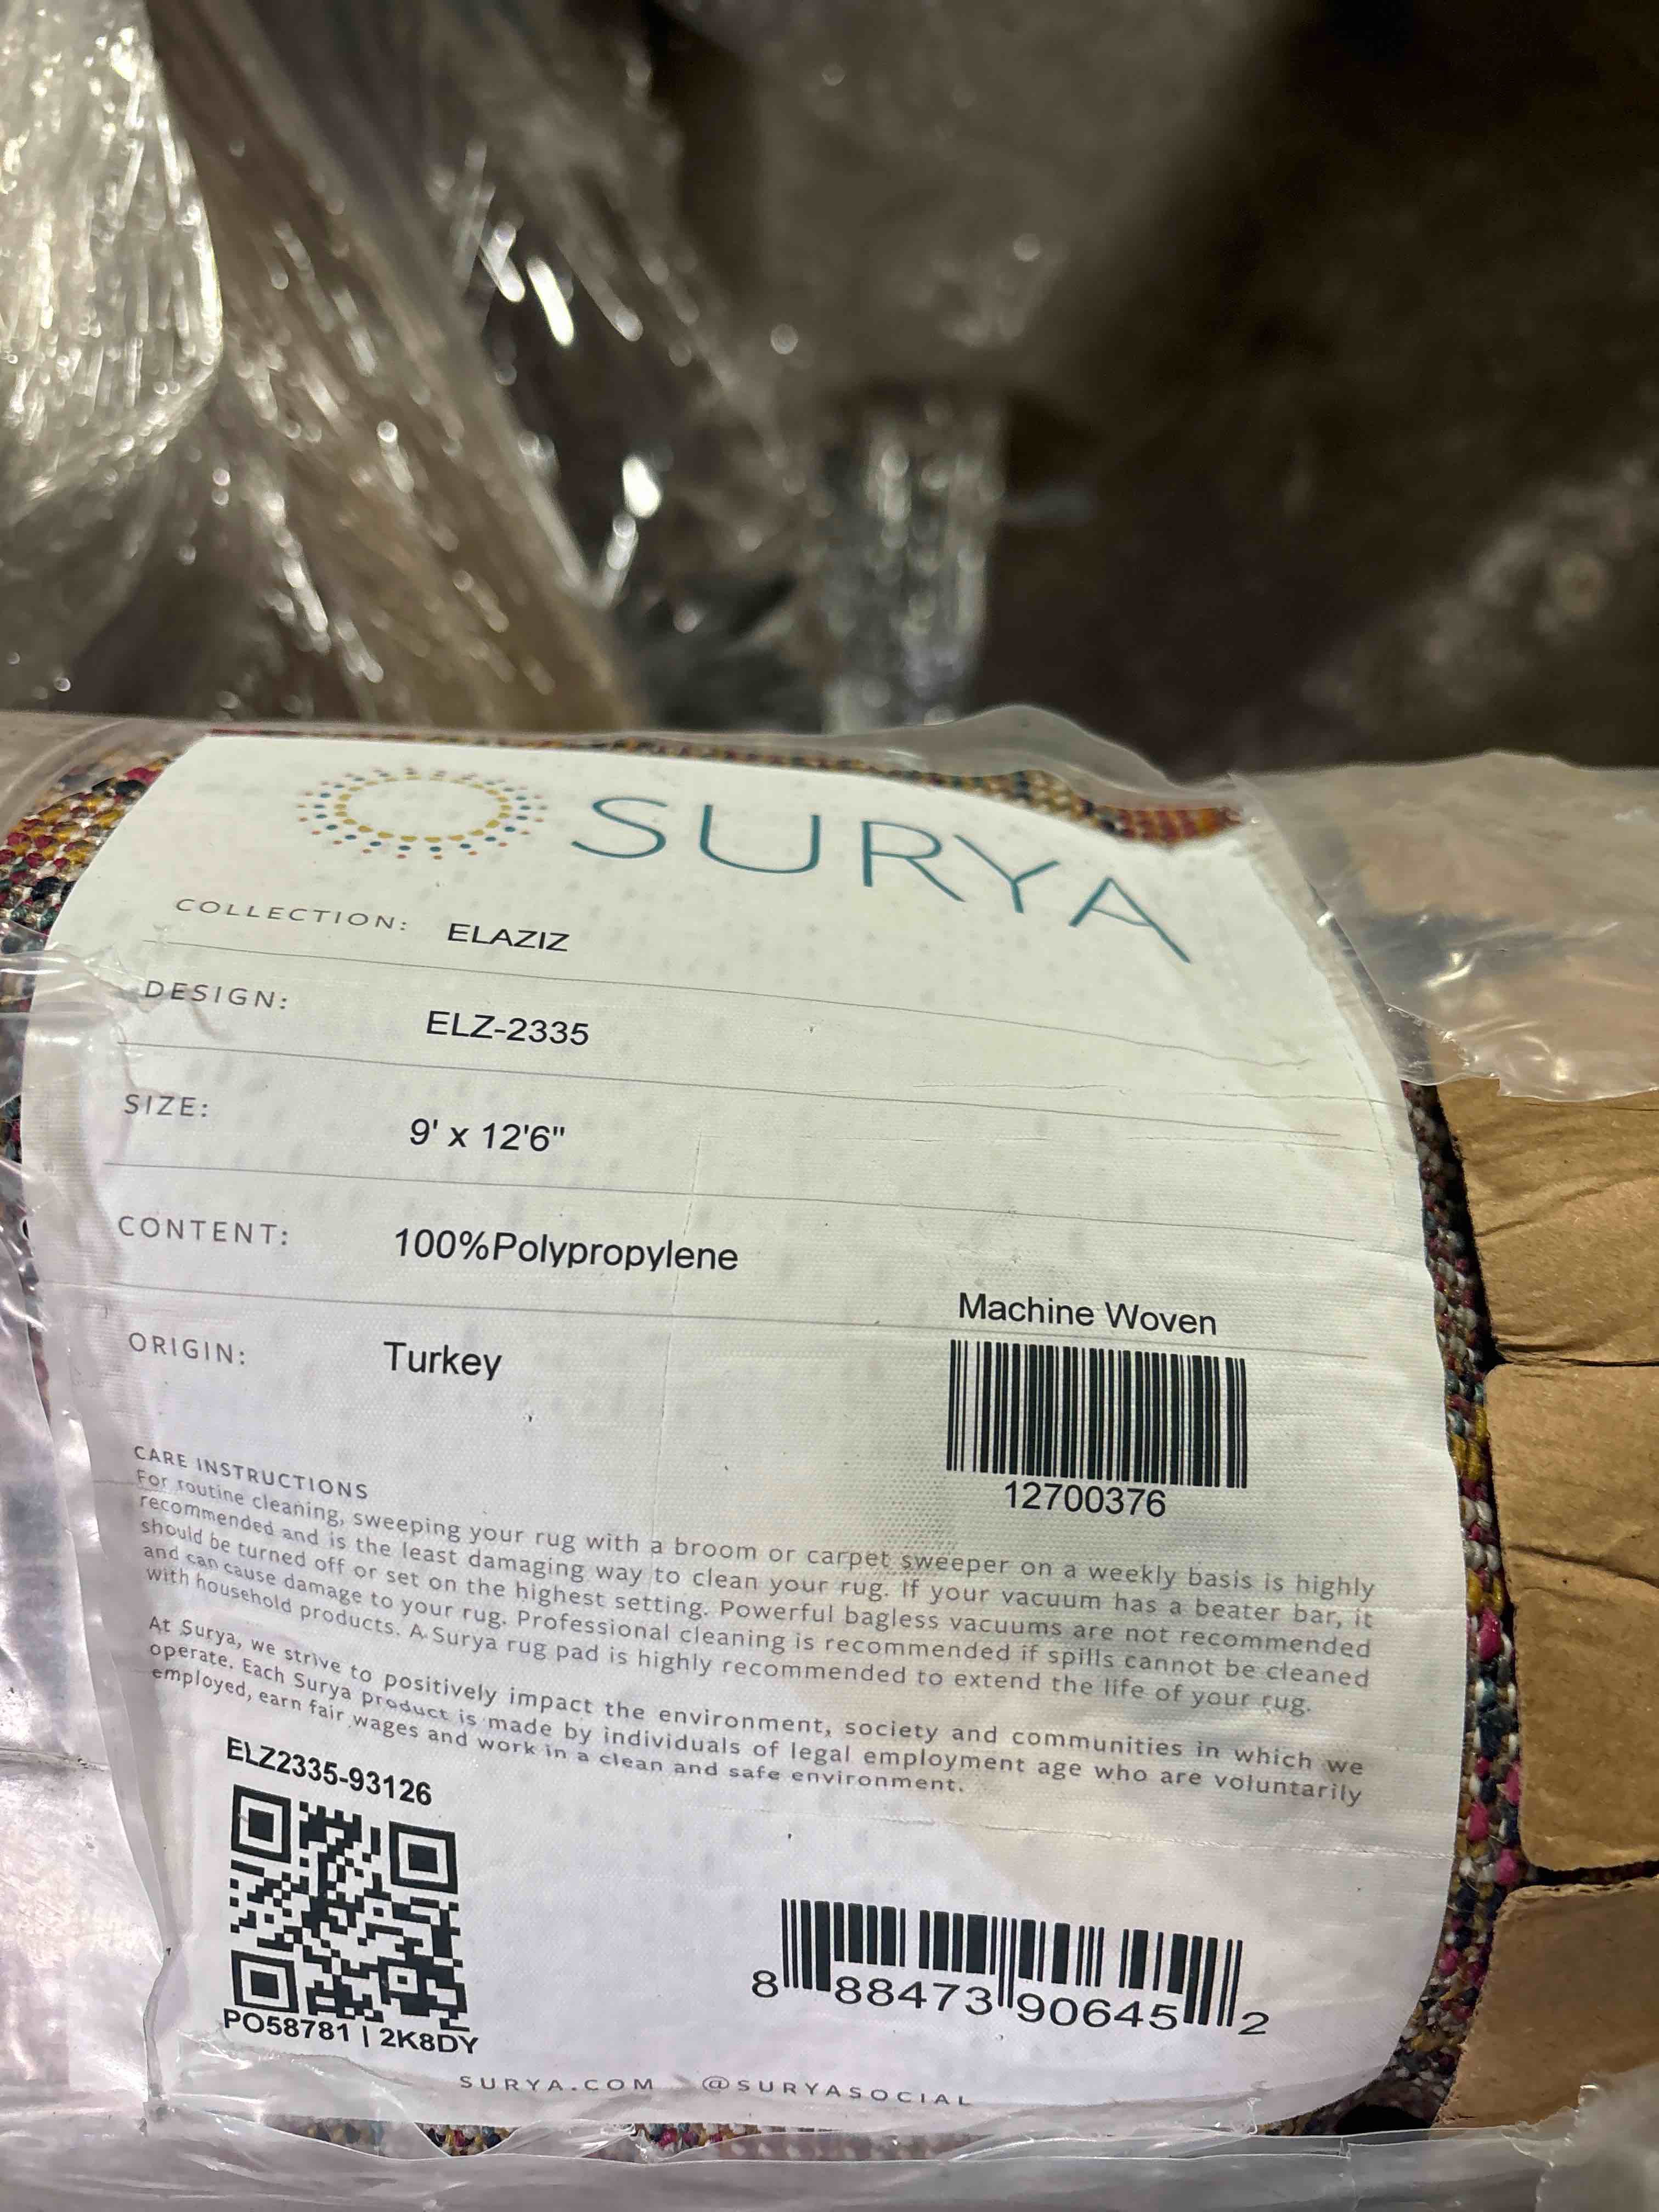 SURYA
COLLECTION: ELAZIZ
DESIGN: ELZ-2335
SIZE: 9' x 12'6"
CONTENT: 100%Polypropylene
Machine Woven
ORIGIN: Turkey
12700376
CARE INSTRUCTIONS
For routine cleaning, sweeping your rug with a broom or carpet sweeper on a weekly basis is highly
recommended and is the least damaging way to clean your rug. If your vacuum has a beater bar, it
should be turned off or set on the highest setting. Powerful bagless vacuums are not recommended
and can cause damage to your rug. Professional cleaning is recommended if spills cannot be cleaned
with household products. A Surya rug pad is highly recommended to extend the life of your rug.
At Surya, we strive to positively impact the environment, society and communities in which we
operate. Each Surya product is made by individuals of legal employment age who are voluntarily
employed, earn fair wages and work in a clean and safe environment.
ELZ2335-93126
PO58781 | 2K8DY
8 88473 90645 2
SURYA.COM @SURYASOCIAL